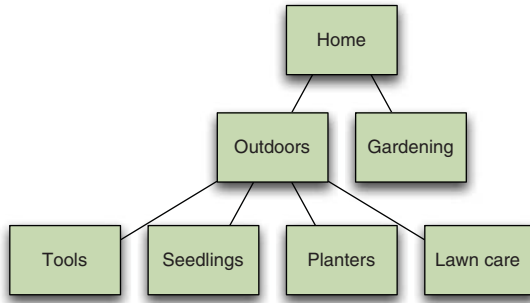 Home
Outdoors
Gardening
Tools
Seedlings
Planters
Lawn care